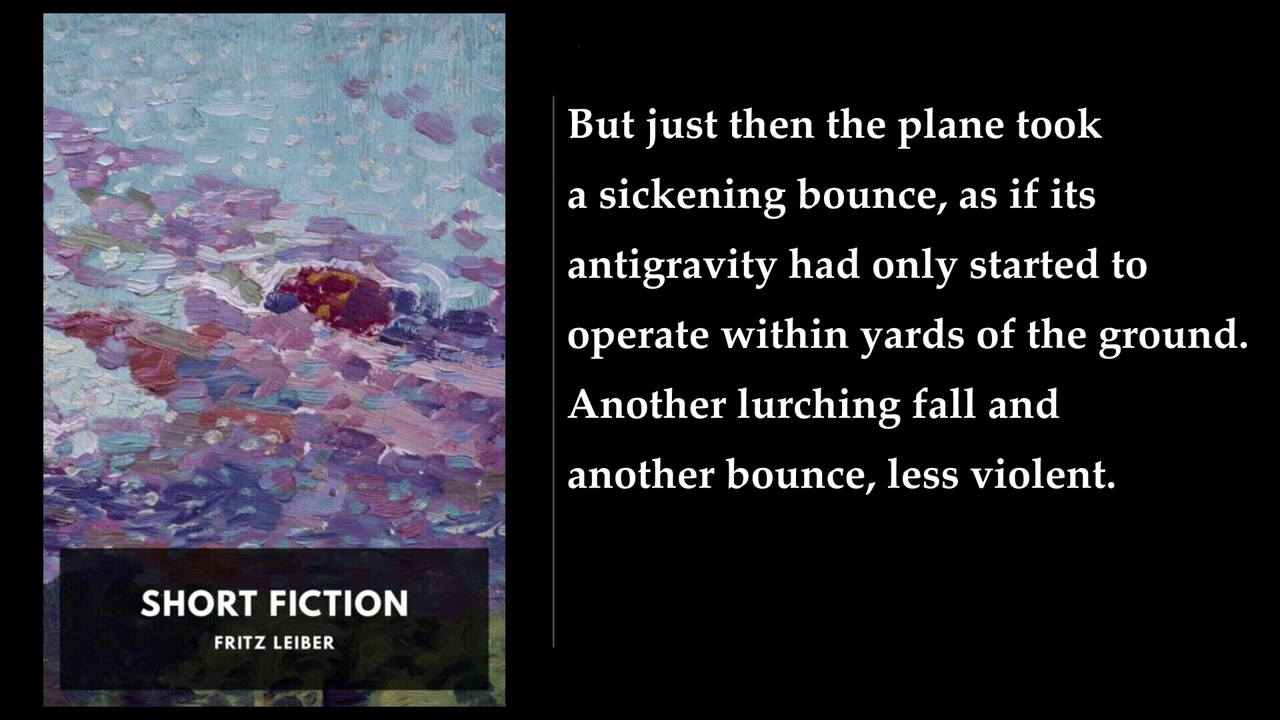 SHORT FICTION
FRITZ LEIBER
But just then the plane took
a sickening bounce, as if its
antigravity had only started to
operate within yards of the ground.
Another lurching fall and
another bounce, less violent.